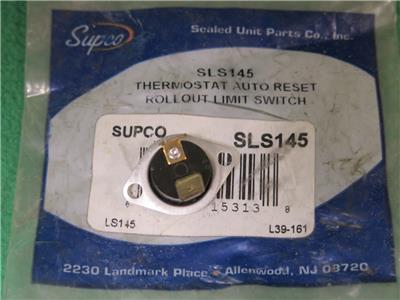 Supco
Sealed Unit Parts Co., Inc.
SLS145
THERMOSTAT AUTO RESET
ROLLOUT LIMIT SWITCH
SUPCO SLS145
15313 8
LS145 L39-161
2230 Landmark Place • Allenwood, NJ 08720